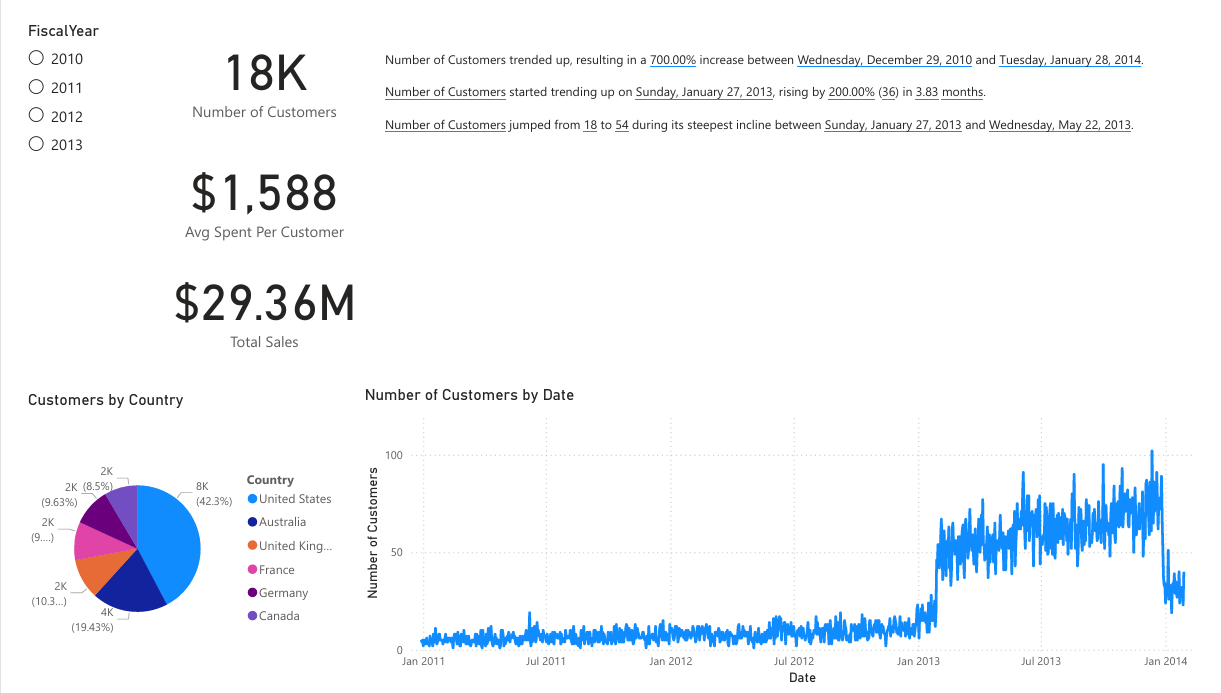 FiscalYear
2010
2011
2012
2013
18K
Number of Customers
$1,588
Avg Spent Per Customer
$29.36M
Total Sales
Number of Customers trended up, resulting in a 700.00% increase between Wednesday, December 29, 2010 and Tuesday, January 28, 2014.
Number of Customers started trending up on Sunday, January 27, 2013, rising by 200.00% (36) in 3.83 months.
Number of Customers jumped from 18 to 54 during its steepest incline between Sunday, January 27, 2013 and Wednesday, May 22, 2013.
Customers by Country
2K
(8.5%)
2K
(9.63%)
2K
(9....)
2K
(10.3...)
4K
(19.43%)
8K
(42.3%)
Country
United States
Australia
United King...
France
Germany
Canada
Number of Customers by Date
Number of Customers
100
50
0
Jan 2011
Jul 2011
Jan 2012
Jul 2012
Jan 2013
Jul 2013
Jan 2014
Date